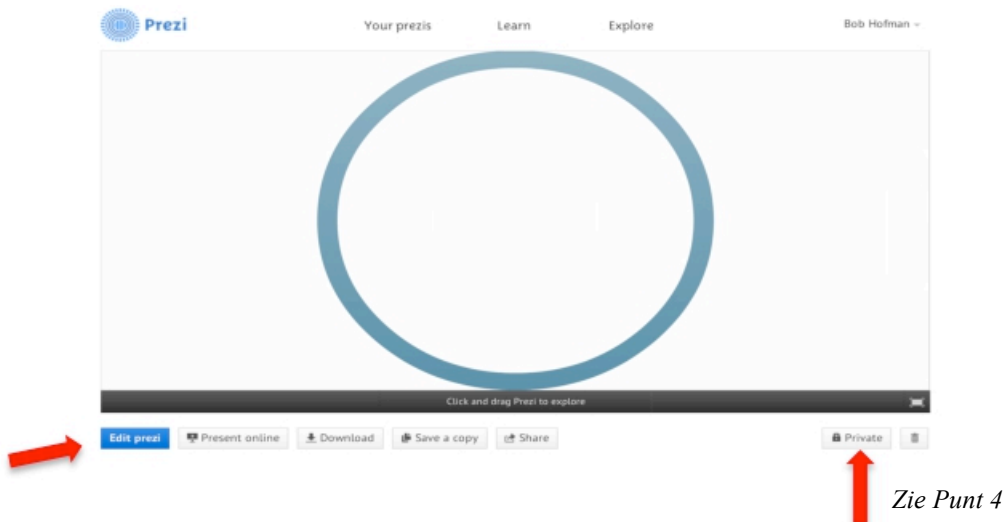 Prezi Your prezis Learn Explore Bob Hofman
Click and drag Prezi to explore
Edit prezi Present online Download Save a copy Share Private
Zie Punt 4